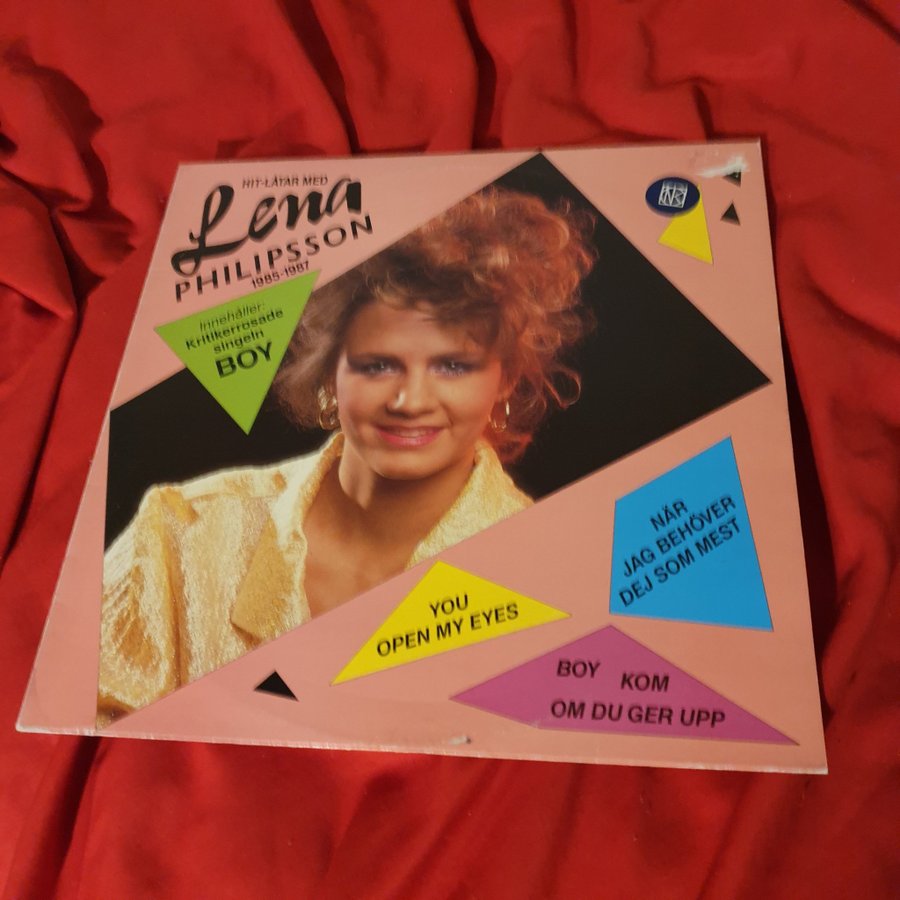 HIT-LÅTAR MED
Lena
PHILIPSSON
1985-1987
Innehåller:
Kritikerrosade
singeln
BOY
NÄR
JAG BEHÖVER
DEJ SOM MEST
YOU
OPEN MY EYES
BOY KOM
OM DU GER UPP